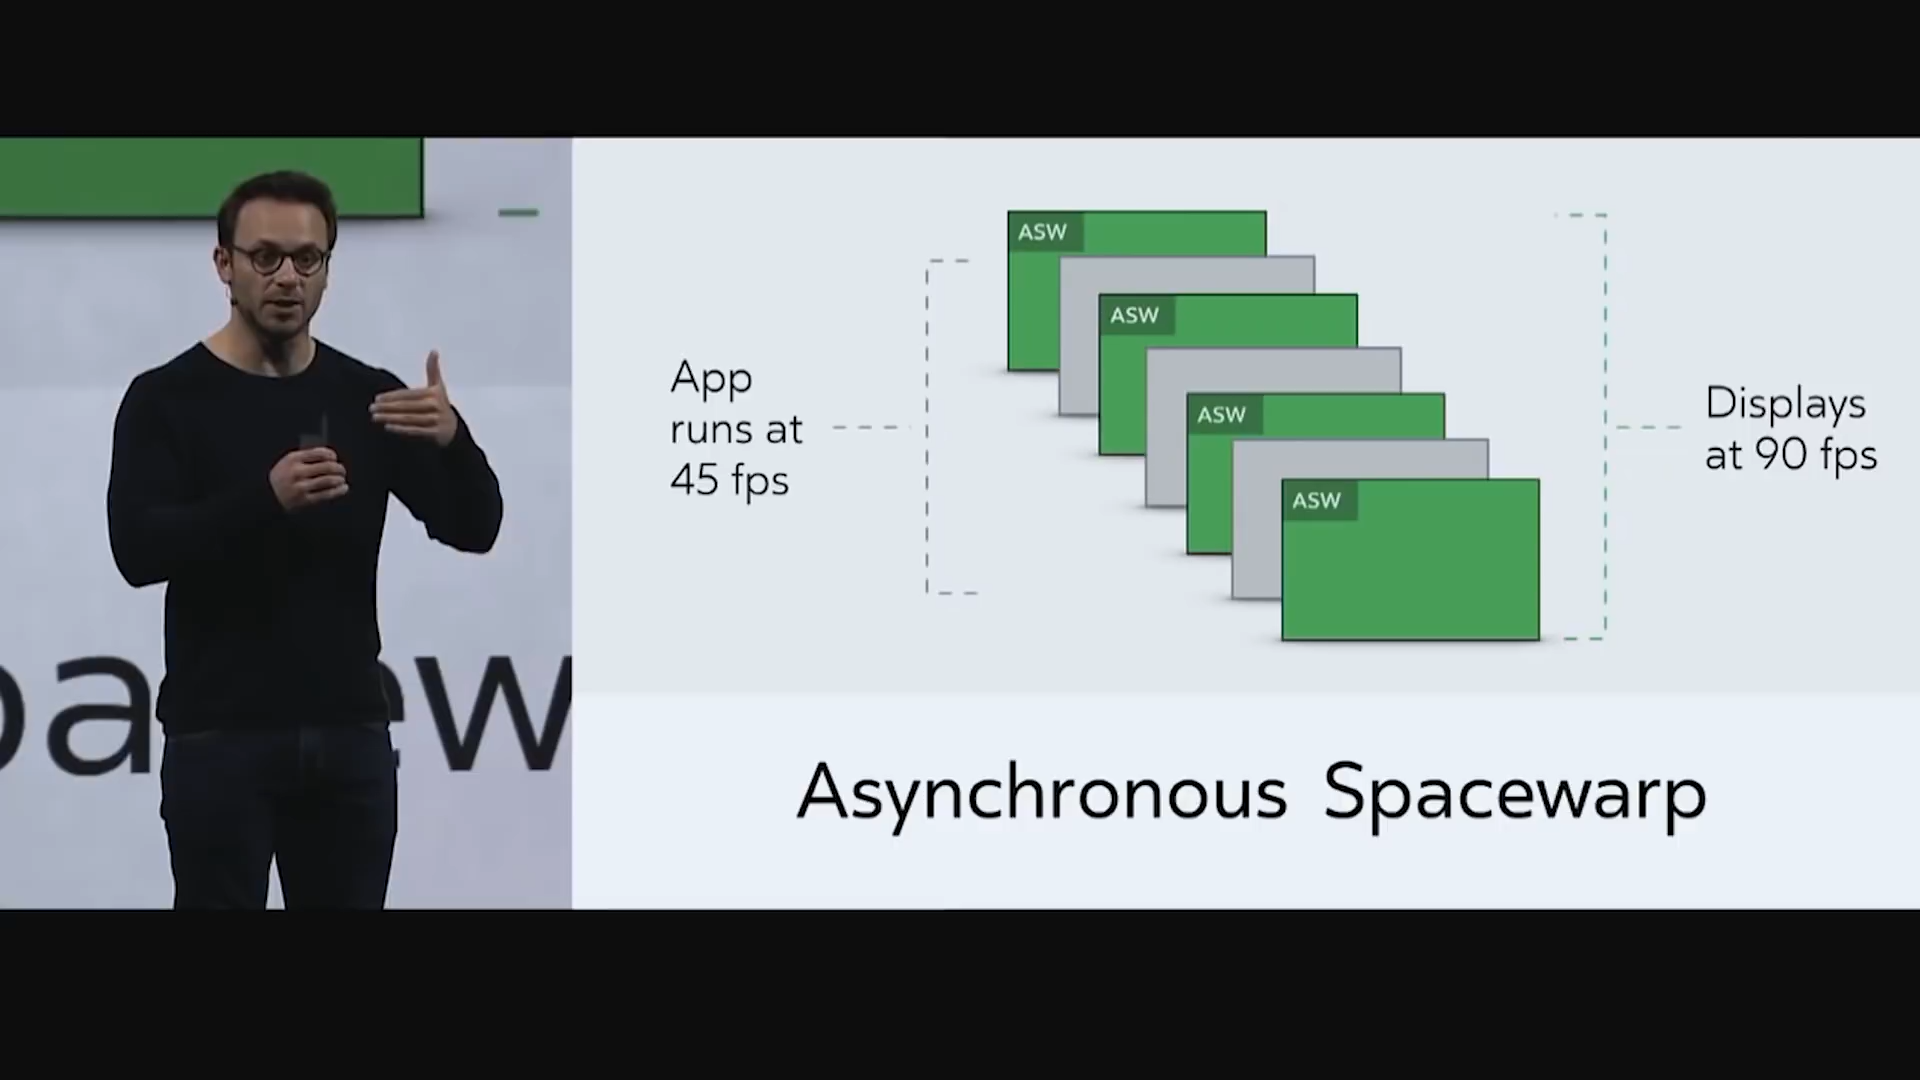 ASW
ASW
ASW
ASW
App
runs at
45 fps
Displays
at 90 fps
Asynchronous Spacewarp